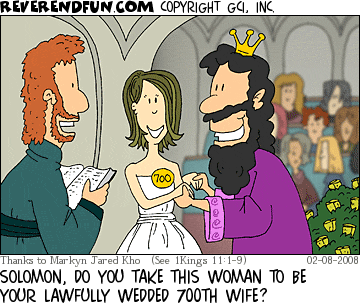 REVERENDFUN.COM COPYRIGHT GCI, INC.
700
Thanks to Markyn Jared Kho (See 1Kings 11:1-9) 02-08-2008
SOLOMON, DO YOU TAKE THIS WOMAN TO BE
YOUR LAWFULLY WEDDED 700TH WIFE?